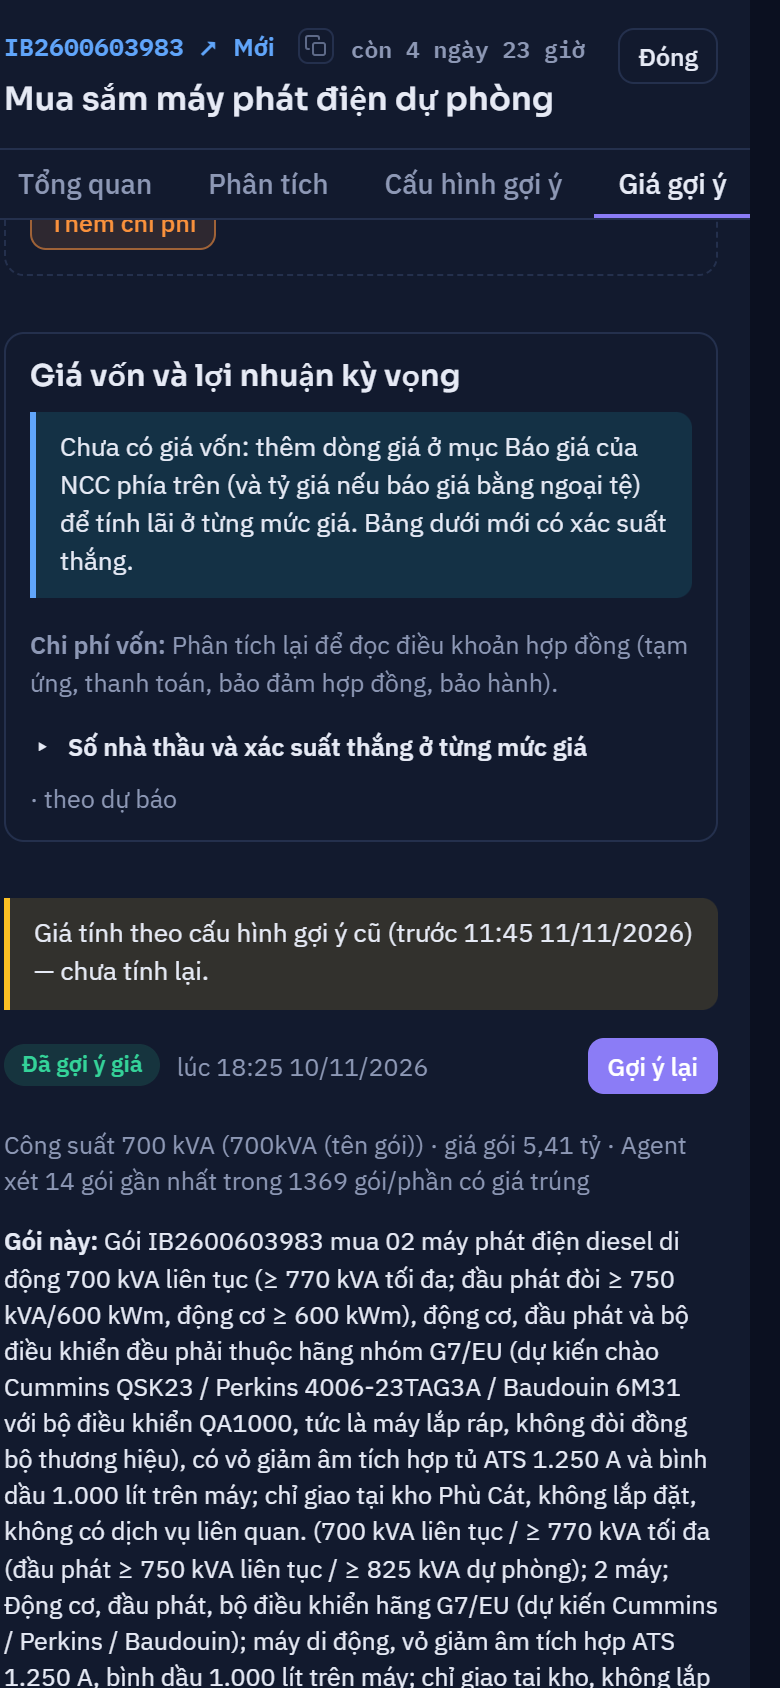 IB2600603983 ↗ Mới còn 4 ngày 23 giờ Đóng
Mua sắm máy phát điện dự phòng
Tổng quan Phân tích Cấu hình gợi ý Giá gợi ý
Thêm chi phí
Giá vốn và lợi nhuận kỳ vọng
Chưa có giá vốn: thêm dòng giá ở mục Báo giá của
NCC phía trên (và tỷ giá nếu báo giá bằng ngoại tệ)
để tính lãi ở từng mức giá. Bảng dưới mới có xác suất
thắng.
Chi phí vốn: Phân tích lại để đọc điều khoản hợp đồng (tạm
ứng, thanh toán, bảo đảm hợp đồng, bảo hành).
▸ Số nhà thầu và xác suất thắng ở từng mức giá
· theo dự báo
Giá tính theo cấu hình gợi ý cũ (trước 11:45 11/11/2026)
— chưa tính lại.
Đã gợi ý giá lúc 18:25 10/11/2026 Gợi ý lại
Công suất 700 kVA (700kVA (tên gói)) · giá gói 5,41 tỷ · Agent
xét 14 gói gần nhất trong 1369 gói/phần có giá trúng
Gói này: Gói IB2600603983 mua 02 máy phát điện diesel di
động 700 kVA liên tục (≥ 770 kVA tối đa; đầu phát đòi ≥ 750
kVA/600 kWm, động cơ ≥ 600 kWm), động cơ, đầu phát và bộ
điều khiển đều phải thuộc hãng nhóm G7/EU (dự kiến chào
Cummins QSK23 / Perkins 4006-23TAG3A / Baudouin 6M31
với bộ điều khiển QA1000, tức là máy lắp ráp, không đòi đồng
bộ thương hiệu), có vỏ giảm âm tích hợp tủ ATS 1.250 A và bình
dầu 1.000 lít trên máy; chỉ giao tại kho Phù Cát, không lắp đặt,
không có dịch vụ liên quan. (700 kVA liên tục / ≥ 770 kVA tối đa
(đầu phát ≥ 750 kVA liên tục / ≥ 825 kVA dự phòng); 2 máy;
Động cơ, đầu phát, bộ điều khiển hãng G7/EU (dự kiến Cummins
/ Perkins / Baudouin); máy di động, vỏ giảm âm tích hợp ATS
1.250 A, bình dầu 1.000 lít trên máy; chỉ giao tại kho, không lắp